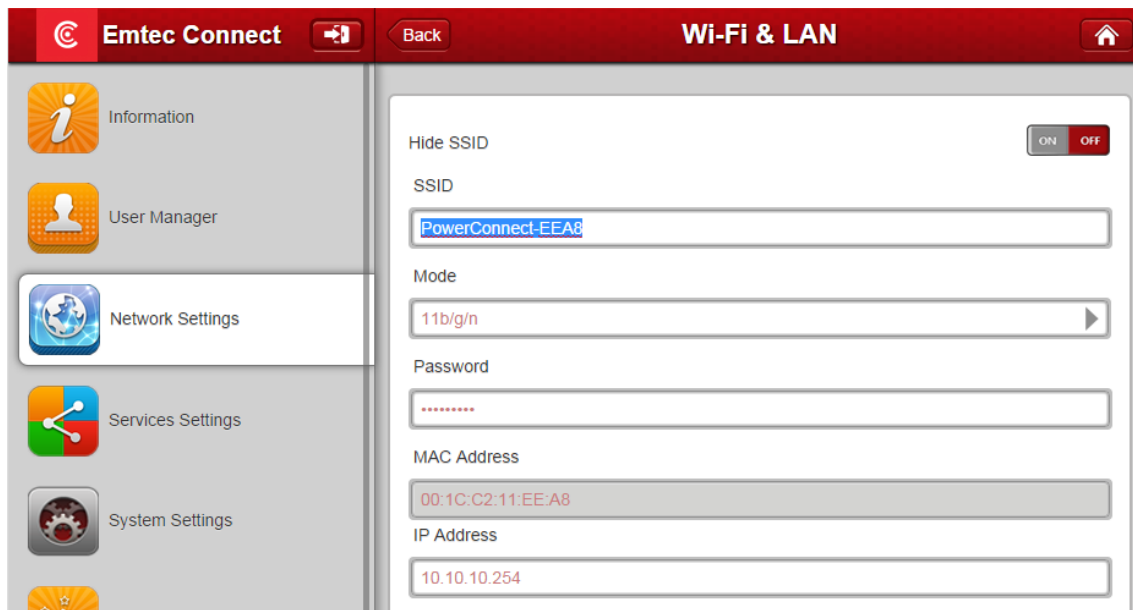 Emtec Connect
Back
Wi-Fi & LAN
Information
User Manager
Network Settings
Services Settings
System Settings
Hide SSID
ON OFF
SSID
PowerConnect-EEA8
Mode
11b/g/n
Password
•••••••••
MAC Address
00:1C:C2:11:EE:A8
IP Address
10.10.10.254